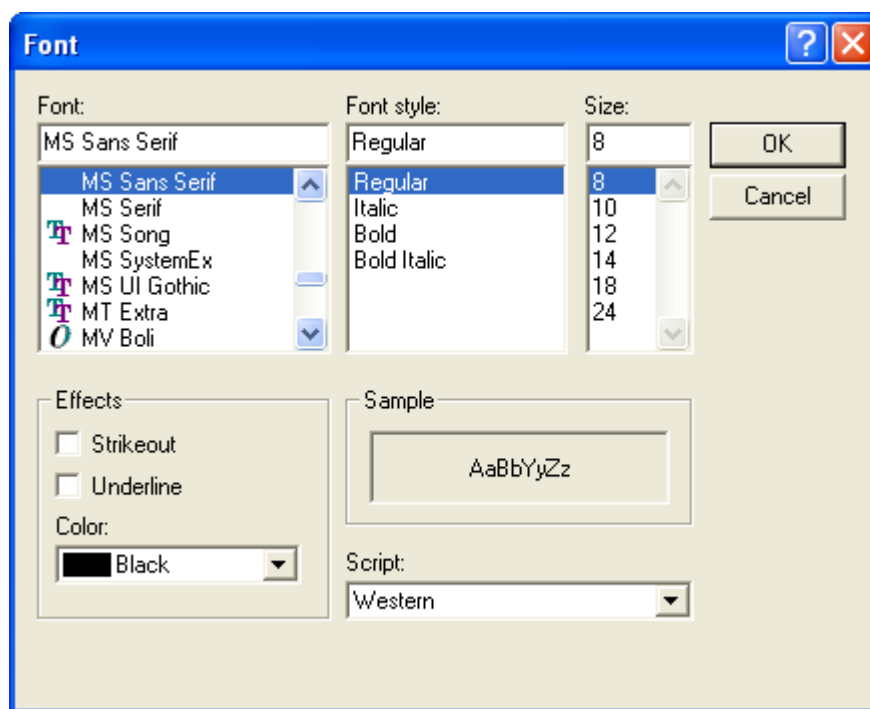 Font
Font:
MS Sans Serif
MS Sans Serif
MS Serif
MS Song
MS SystemEx
MS UI Gothic
MT Extra
MV Boli
Font style:
Regular
Regular
Italic
Bold
Bold Italic
Size:
8
8
10
12
14
18
24
OK
Cancel
Effects
Strikeout
Underline
Color:
Black
Sample
AaBbYyZz
Script:
Western